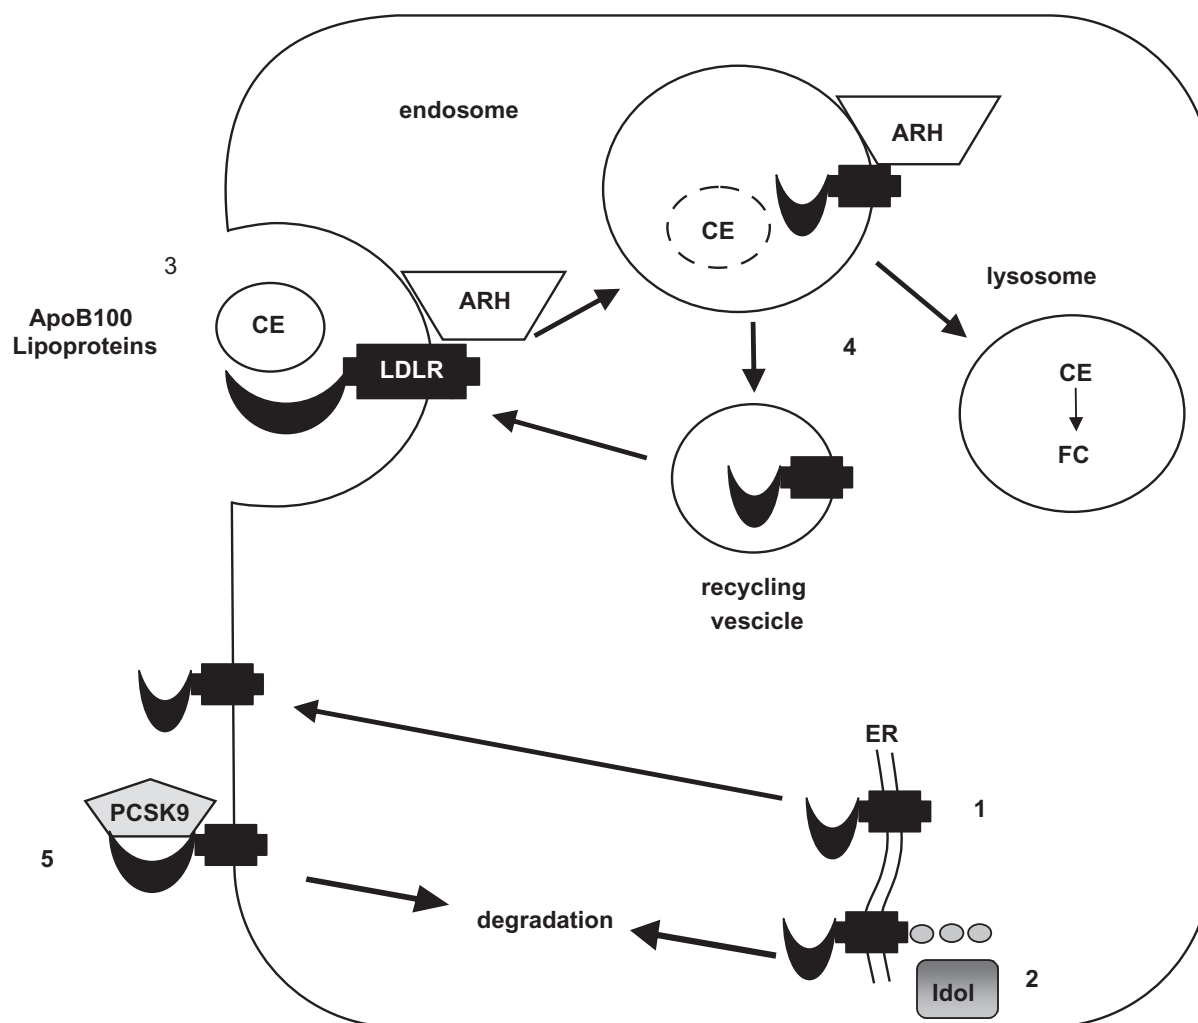 endosome
ARH
CE
3
ARH
lysosome
ApoB100
Lipoproteins
CE
LDLR
4
CE
FC
recycling
vescicle
ER
PCSK9
1
5
degradation
Idol
2